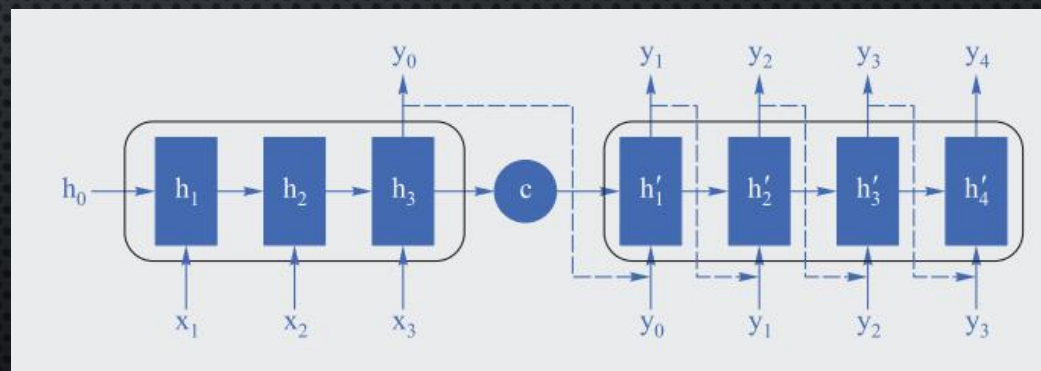 y₀ y₁ y₂ y₃ y₄
h₀ h₁ h₂ h₃ c h′₁ h′₂ h′₃ h′₄
x₁ x₂ x₃ y₀ y₁ y₂ y₃